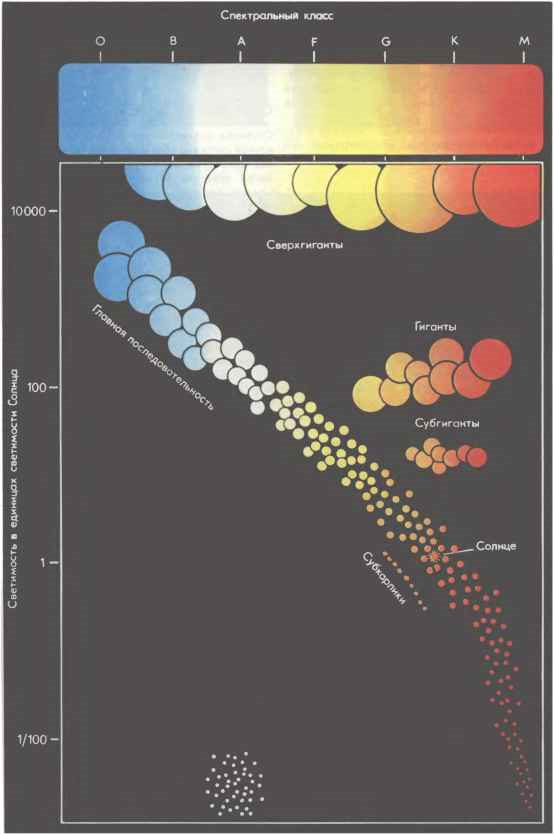 Спектральный класс
O B A F G K M
10000
Сверхгиганты
Главная последовательность
Гиганты
100
Субгиганты
Светимость в единицах светимости Солнца
Солнце
1
Субкарлики
1/100